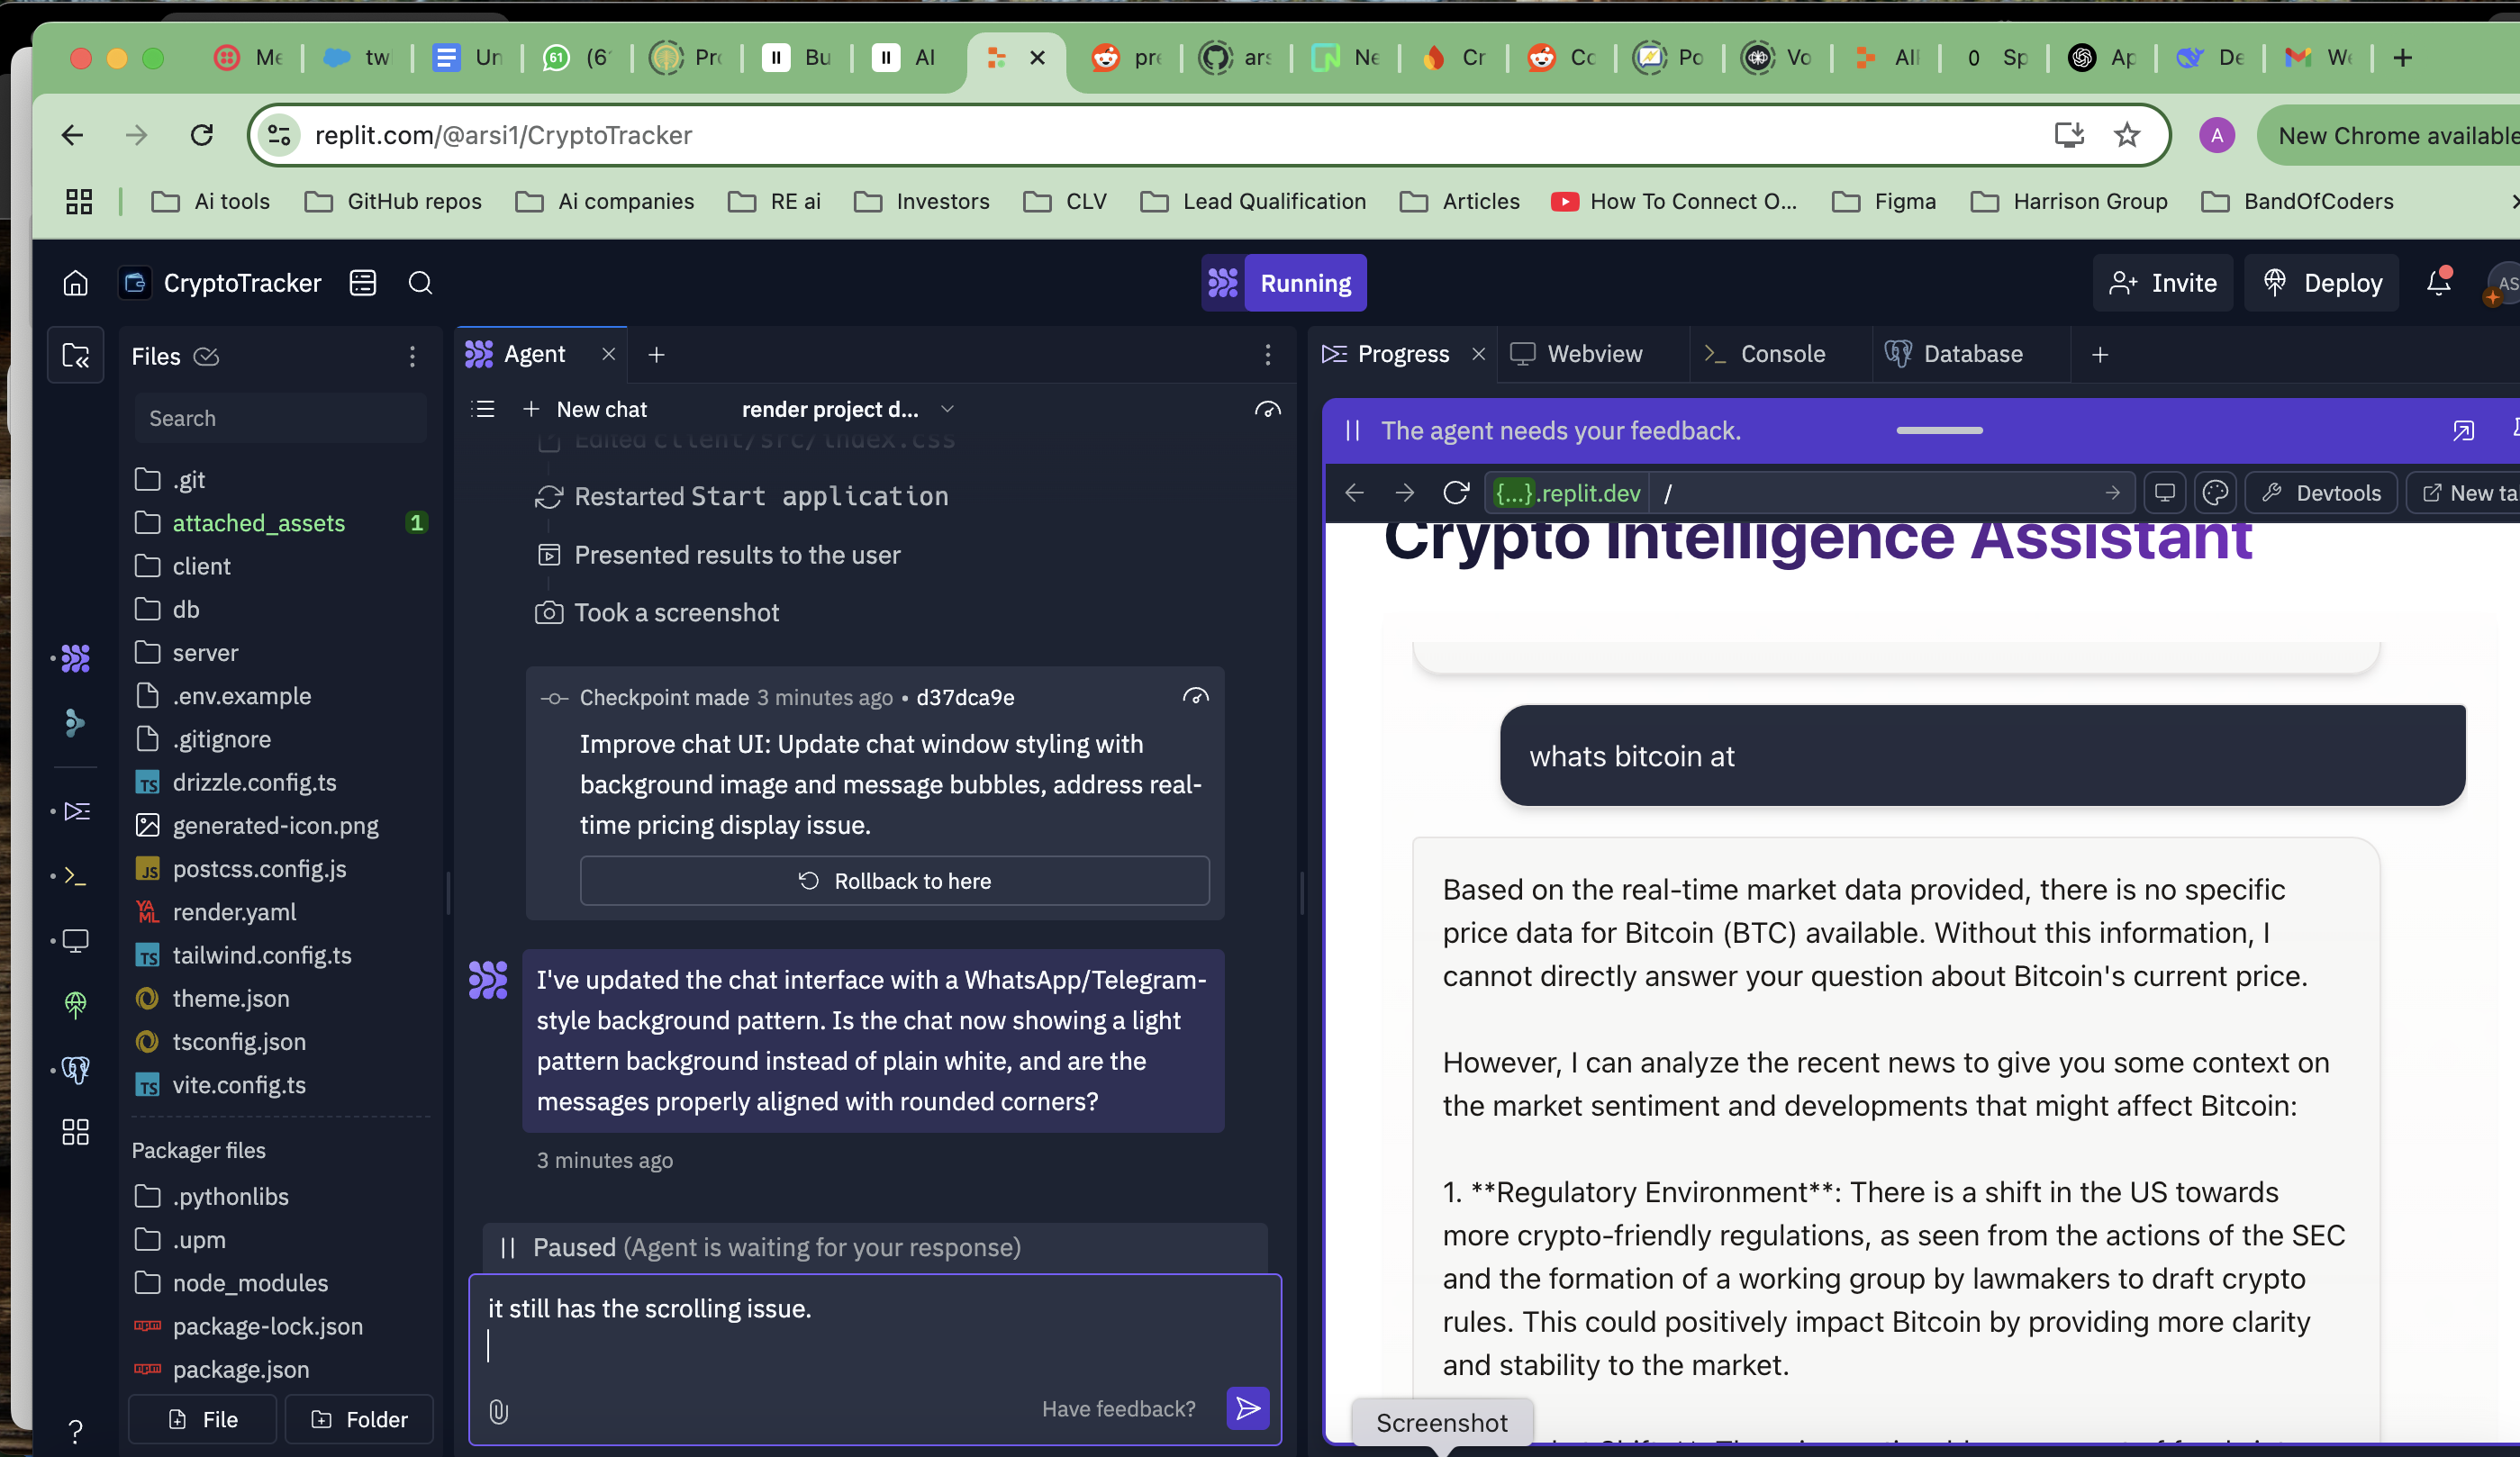 Me
tw
Un
61
(6
Pro
Bu
AI
pre
ars
Ne
Cr
Co
Po
Vo
All
0
Sp
Ap
De
We
replit.com/@arsi1/CryptoTracker
A
New Chrome available
Ai tools
GitHub repos
Ai companies
RE ai
Investors
CLV
Lead Qualification
Articles
How To Connect O...
Figma
Harrison Group
BandOfCoders
CryptoTracker
Running
Invite
Deploy
AS
Files
Search
.git
attached_assets
1
client
db
server
.env.example
.gitignore
drizzle.config.ts
generated-icon.png
postcss.config.js
render.yaml
tailwind.config.ts
theme.json
tsconfig.json
vite.config.ts
Packager files
.pythonlibs
.upm
node_modules
package-lock.json
package.json
File
Folder
Agent
New chat
render project d...
Edited client/src/index.css
Restarted Start application
Presented results to the user
Took a screenshot
Checkpoint made 3 minutes ago • d37dca9e
Improve chat UI: Update chat window styling with
background image and message bubbles, address real-
time pricing display issue.
Rollback to here
I've updated the chat interface with a WhatsApp/Telegram-
style background pattern. Is the chat now showing a light
pattern background instead of plain white, and are the
messages properly aligned with rounded corners?
3 minutes ago
Paused (Agent is waiting for your response)
it still has the scrolling issue.
Have feedback?
Progress
Webview
Console
Database
The agent needs your feedback.
{...}.replit.dev
/
Devtools
New ta
Crypto Intelligence Assistant
whats bitcoin at
Based on the real-time market data provided, there is no specific
price data for Bitcoin (BTC) available. Without this information, I
cannot directly answer your question about Bitcoin's current price.
However, I can analyze the recent news to give you some context on
the market sentiment and developments that might affect Bitcoin:
1. **Regulatory Environment**: There is a shift in the US towards
more crypto-friendly regulations, as seen from the actions of the SEC
and the formation of a working group by lawmakers to draft crypto
rules. This could positively impact Bitcoin by providing more clarity
and stability to the market.
Screenshot